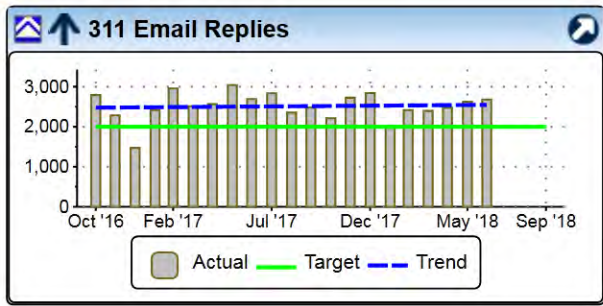 311 Email Replies
3,000
2,000
1,000
0
Oct '16 Feb '17 Jul '17 Dec '17 May '18 Sep '18
Actual Target Trend